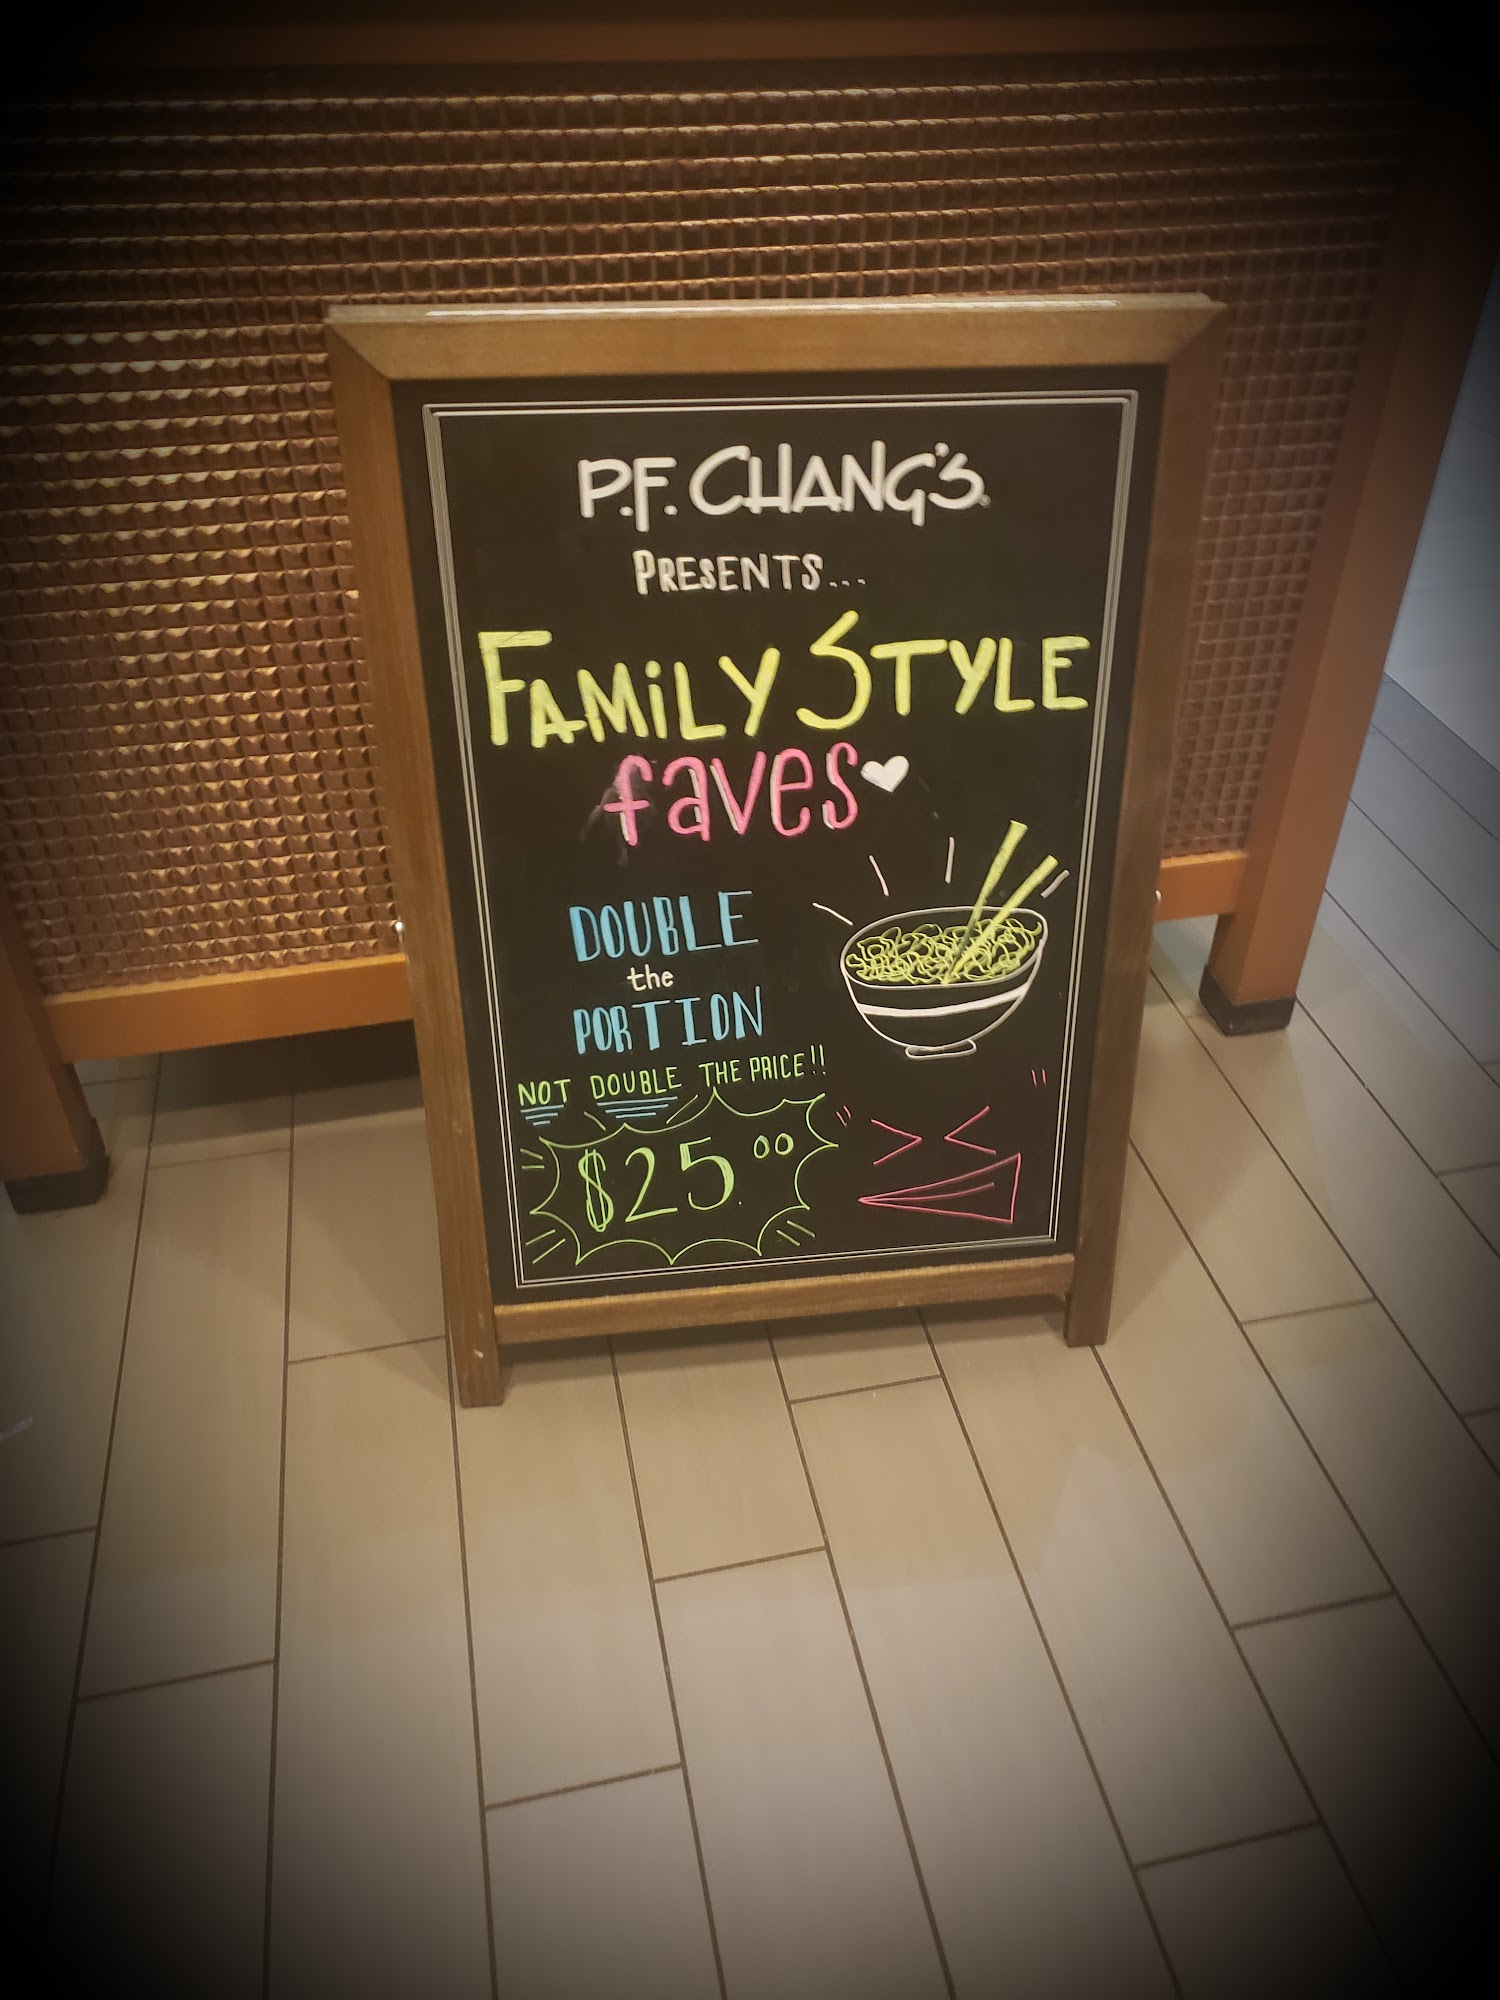 P.F. CHANG'S
PRESENTS...
FAMILY STYLE
faves
DOUBLE
the
PORTION
NOT DOUBLE THE PRICE!!
$25.00